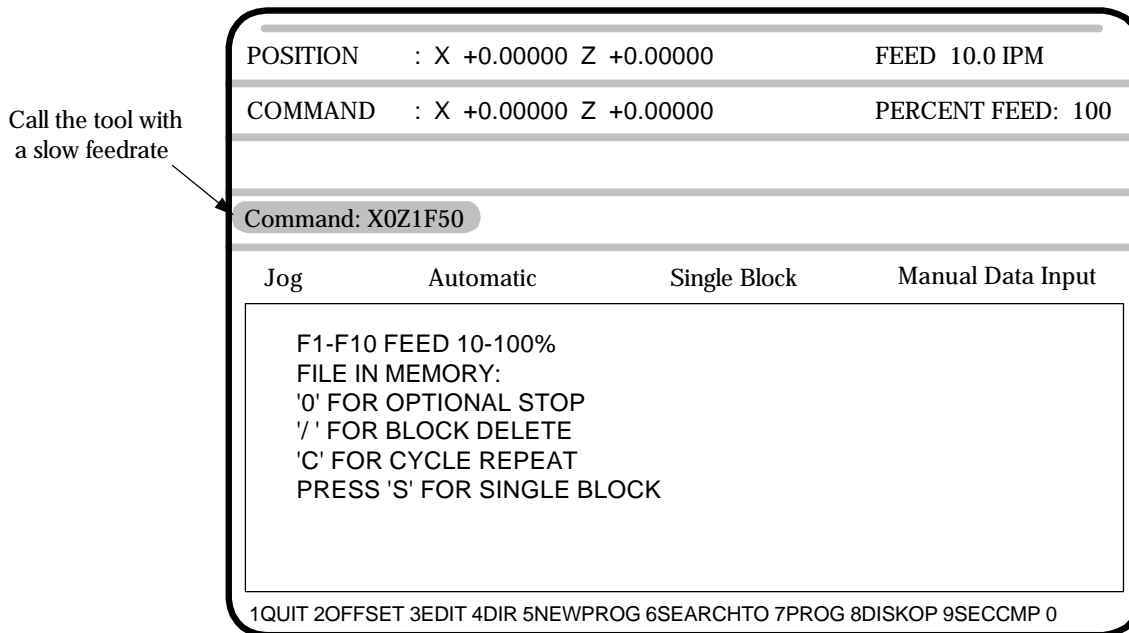 POSITION : X +0.00000 Z +0.00000 FEED 10.0 IPM
COMMAND : X +0.00000 Z +0.00000 PERCENT FEED: 100
Call the tool with
a slow feedrate
Command: X0Z1F50
Jog Automatic Single Block Manual Data Input
F1-F10 FEED 10-100%
FILE IN MEMORY:
'0' FOR OPTIONAL STOP
'/ ' FOR BLOCK DELETE
'C' FOR CYCLE REPEAT
PRESS 'S' FOR SINGLE BLOCK
1QUIT 2OFFSET 3EDIT 4DIR 5NEWPROG 6SEARCHTO 7PROG 8DISKOP 9SECCMP 0